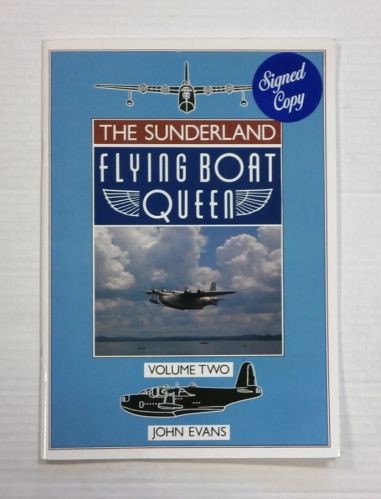 Signed
Copy
THE SUNDERLAND
FLYING BOAT
QUEEN
VOLUME TWO
JOHN EVANS